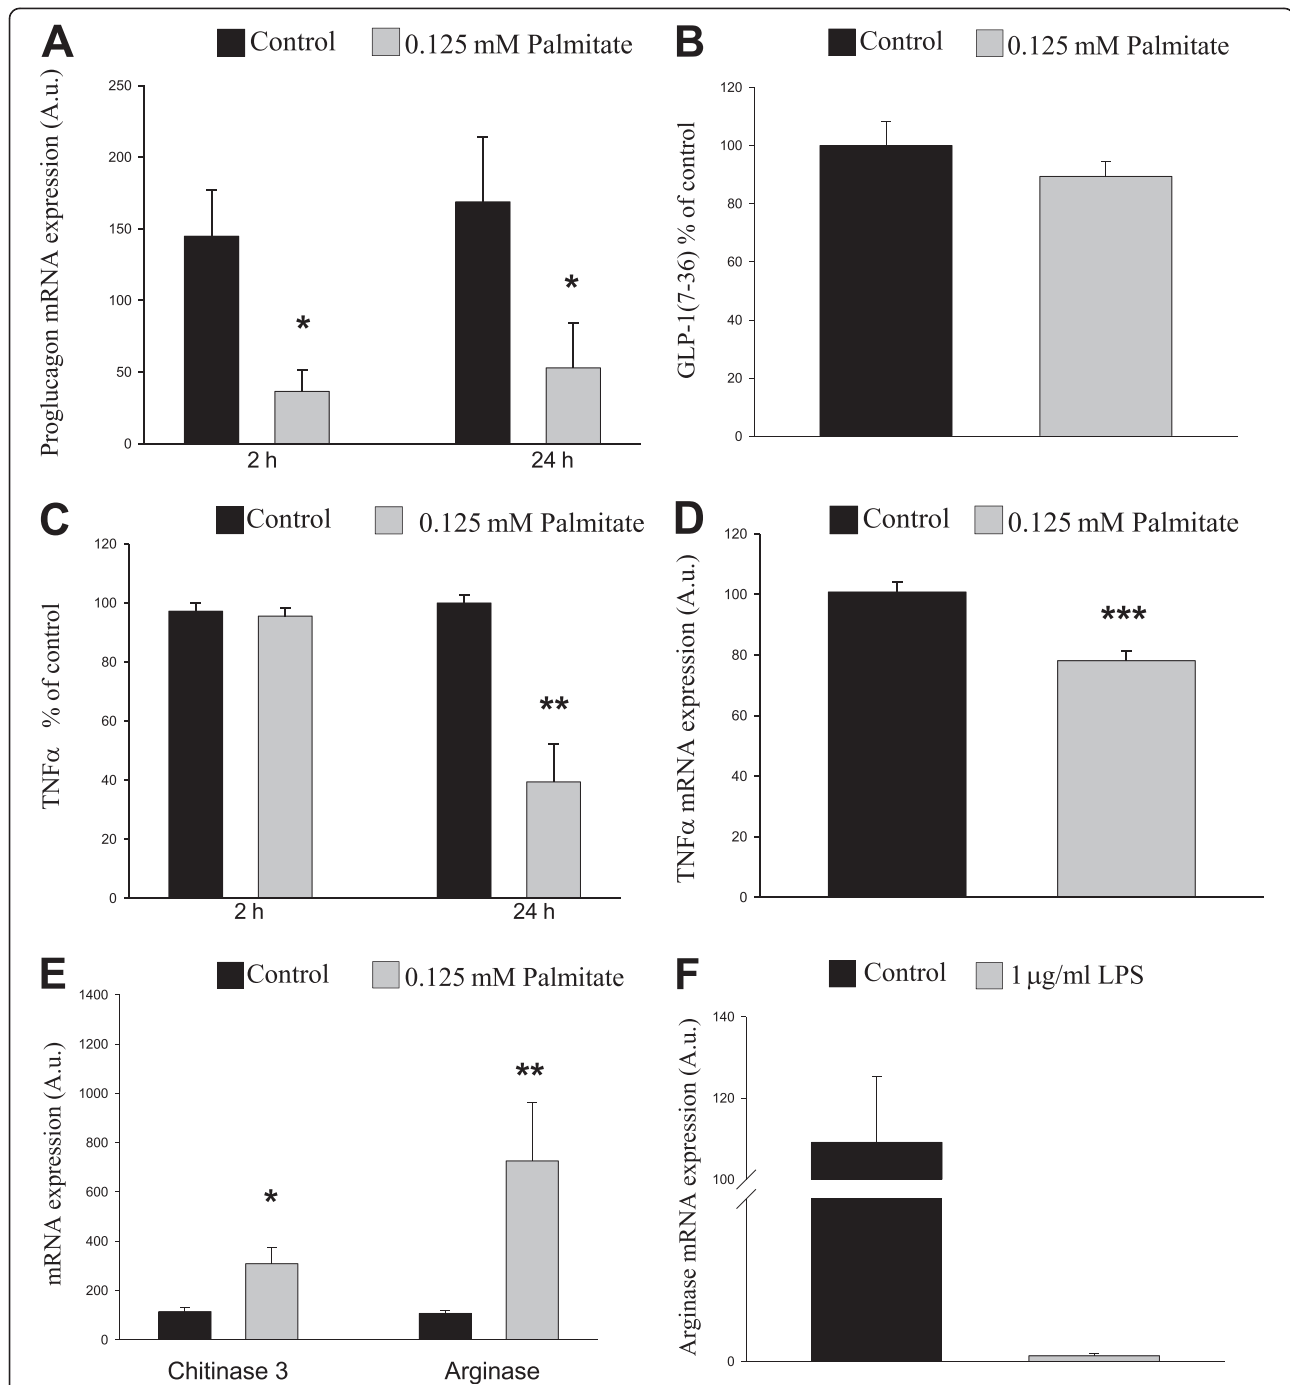 A
Control
0.125 mM Palmitate
Proglucagon mRNA expression (A.u.)
250
200
150
100
50
0
*
*
2 h
24 h
B
Control
0.125 mM Palmitate
GLP-1(7-36) % of control
120
100
80
60
40
20
0
C
Control
0.125 mM Palmitate
TNFα % of control
120
100
80
60
40
20
0
**
2 h
24 h
D
Control
0.125 mM Palmitate
TNFα mRNA expression (A.u.)
120
100
80
60
40
20
0
***
E
Control
0.125 mM Palmitate
mRNA expression (A.u.)
1400
1200
1000
800
600
400
200
0
*
**
Chitinase 3
Arginase
F
Control
1 µg/ml LPS
Arginase mRNA expression (A.u.)
140
120
100
0